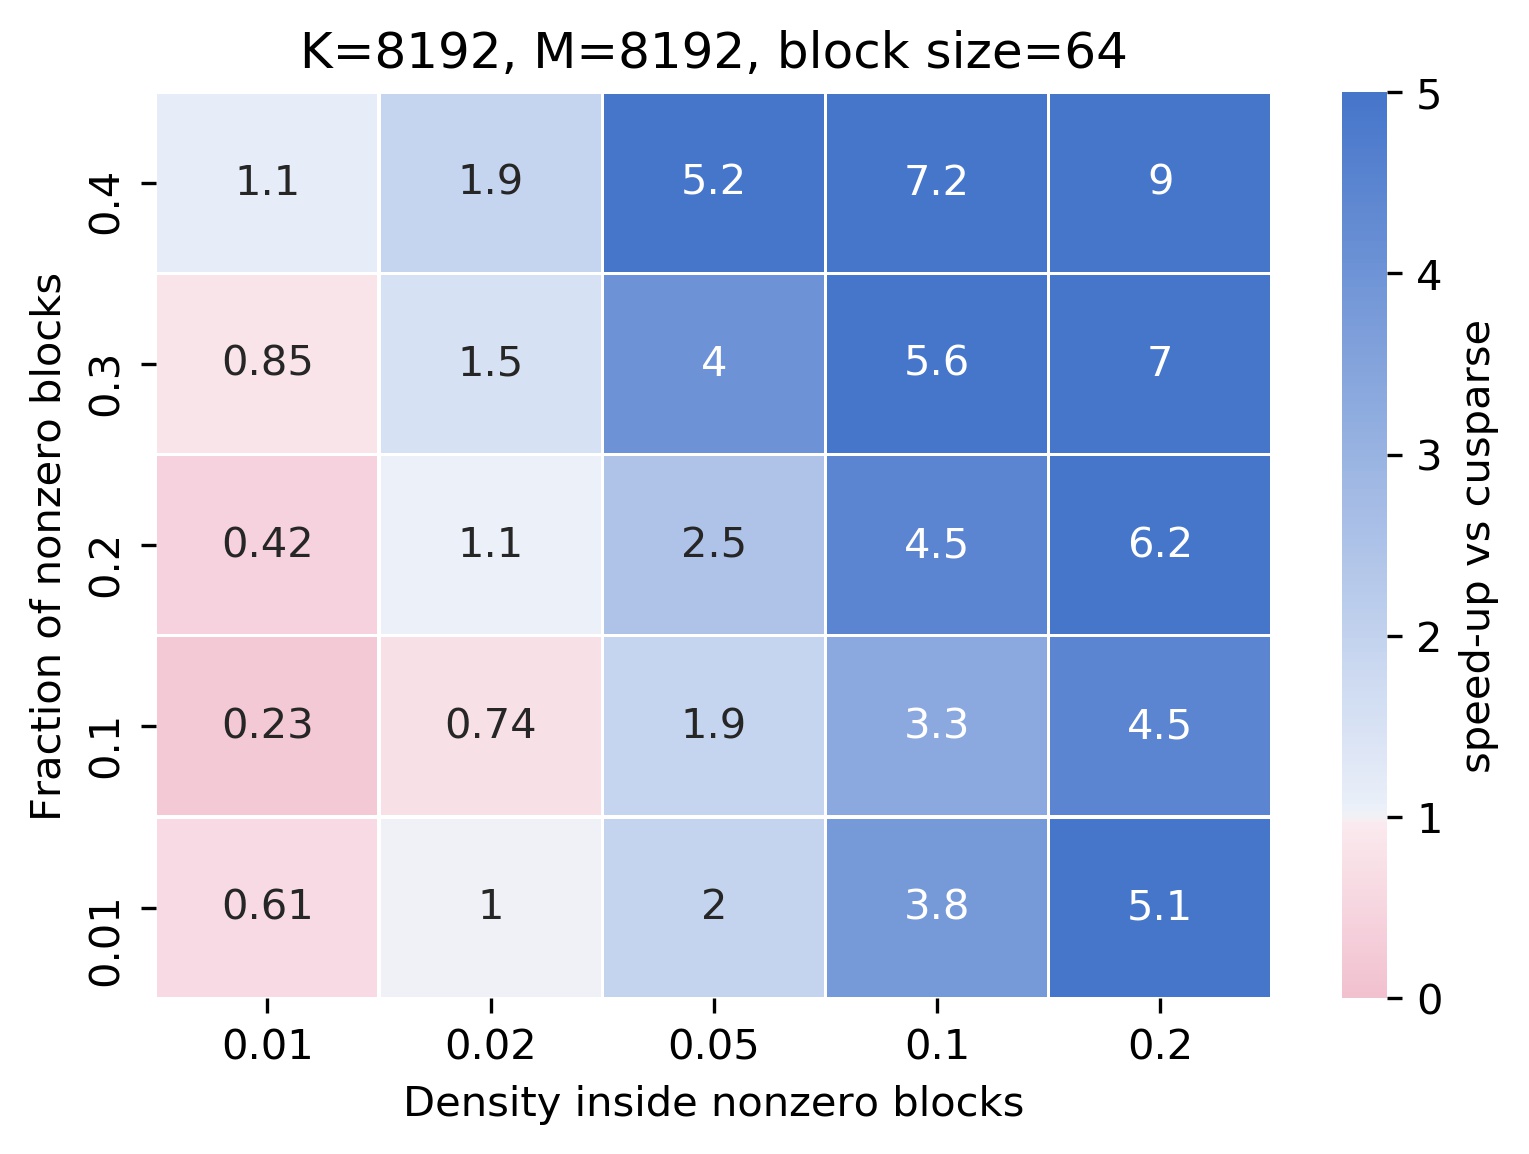 K=8192, M=8192, block size=64
Fraction of nonzero blocks
0.4 1.1 1.9 5.2 7.2 9
0.3 0.85 1.5 4 5.6 7
0.2 0.42 1.1 2.5 4.5 6.2
0.1 0.23 0.74 1.9 3.3 4.5
0.01 0.61 1 2 3.8 5.1
0.01 0.02 0.05 0.1 0.2
Density inside nonzero blocks
5
4
3
2
1
0
speed-up vs cusparse